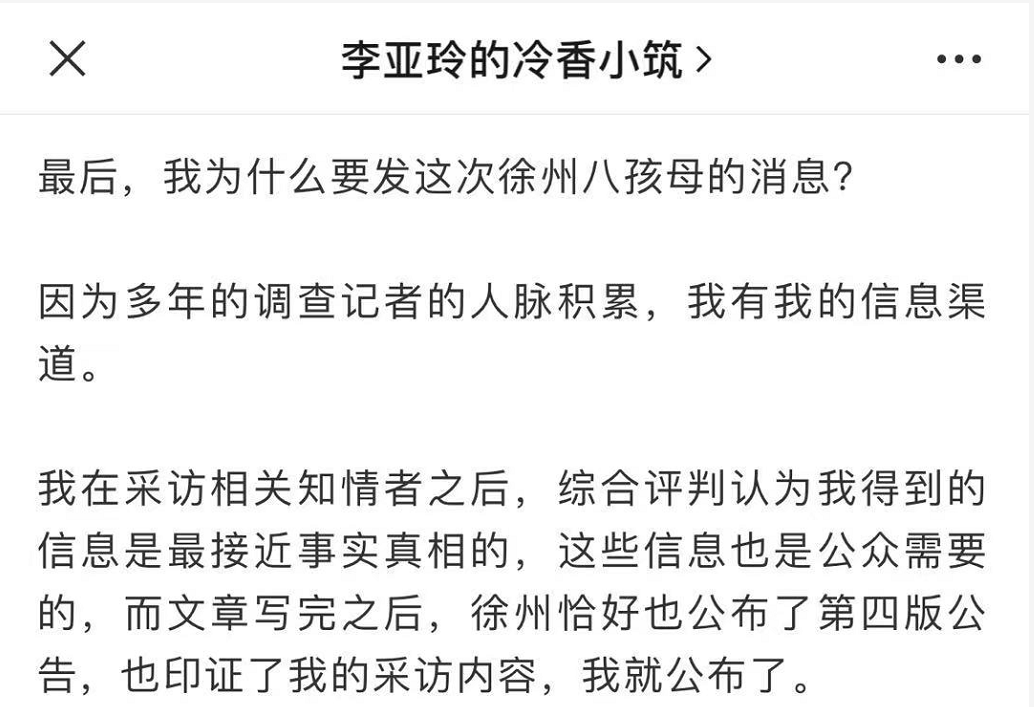 李亚玲的冷香小筑
最后，我为什么要发这次徐州八孩母的消息？
因为多年的调查记者的人脉积累，我有我的信息渠
道。
我在采访相关知情者之后，综合评判认为我得到的
信息是最接近事实真相的，这些信息也是公众需要
的，而文章写完之后，徐州恰好也公布了第四版公
告，也印证了我的采访内容，我就公布了。